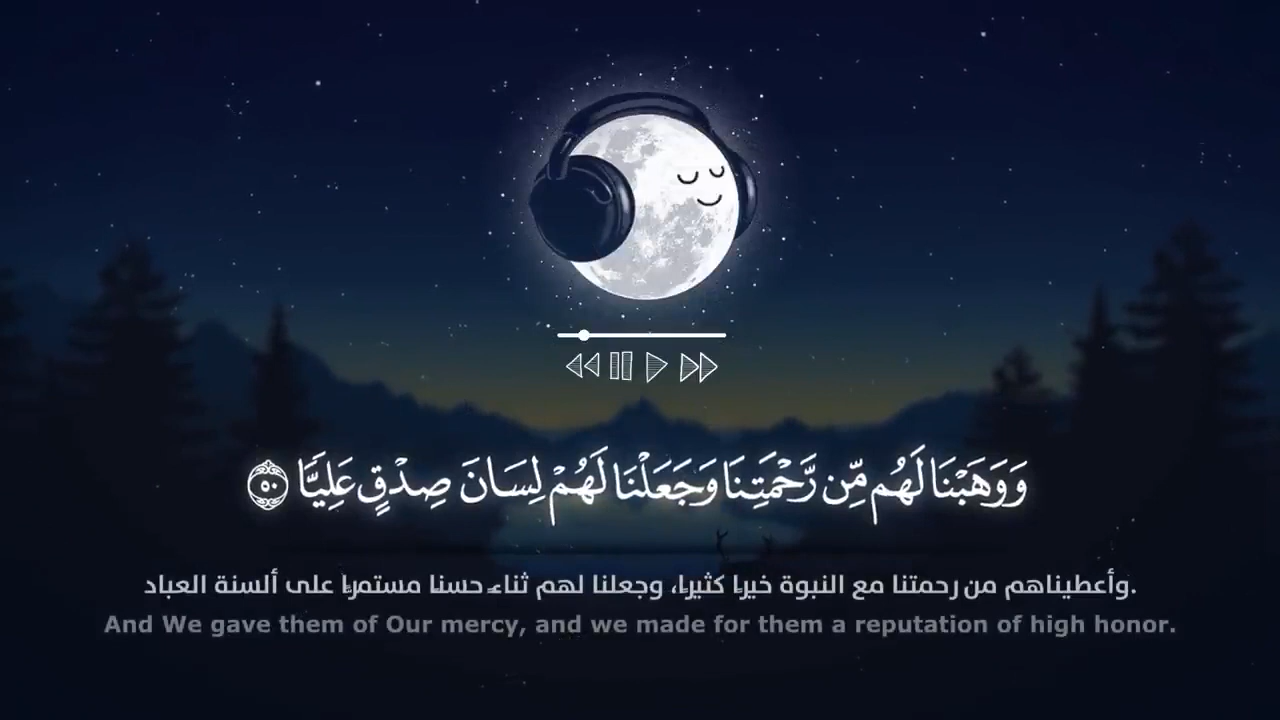 وَوَهَبْنَا لَهُم مِّن رَّحْمَتِنَا وَجَعَلْنَا لَهُمْ لِسَانَ صِدْقٍ عَلِيًّا ۝٥٠
وأعطيناهم من رحمتنا مع النبوة خيرا كثيرا، وجعلنا لهم ثناء حسنا مستمرا على ألسنة العباد.
And We gave them of Our mercy, and we made for them a reputation of high honor.